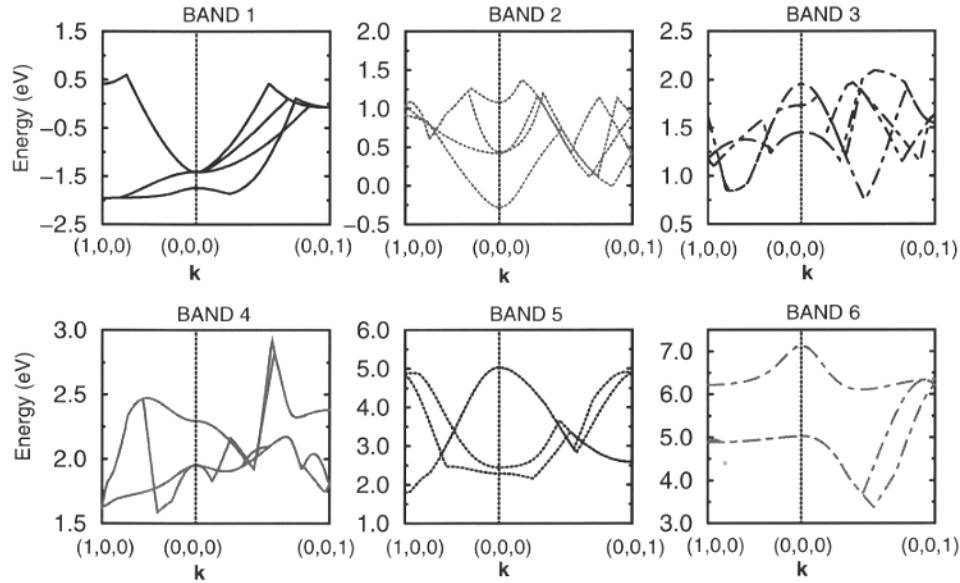 BAND 1
BAND 2
BAND 3
Energy (eV)
1.5
0.5
−0.5
−1.5
−2.5
2.0
1.5
1.0
0.5
0.0
−0.5
2.5
2.0
1.5
1.0
0.5
(1,0,0) (0,0,0) (0,0,1)
(1,0,0) (0,0,0) (0,0,1)
(1,0,0) (0,0,0) (0,0,1)
k
k
k
BAND 4
BAND 5
BAND 6
Energy (eV)
3.0
2.5
2.0
1.5
6.0
5.0
4.0
3.0
2.0
1.0
7.0
6.0
5.0
4.0
3.0
(1,0,0) (0,0,0) (0,0,1)
(1,0,0) (0,0,0) (0,0,1)
(1,0,0) (0,0,0) (0,0,1)
k
k
k